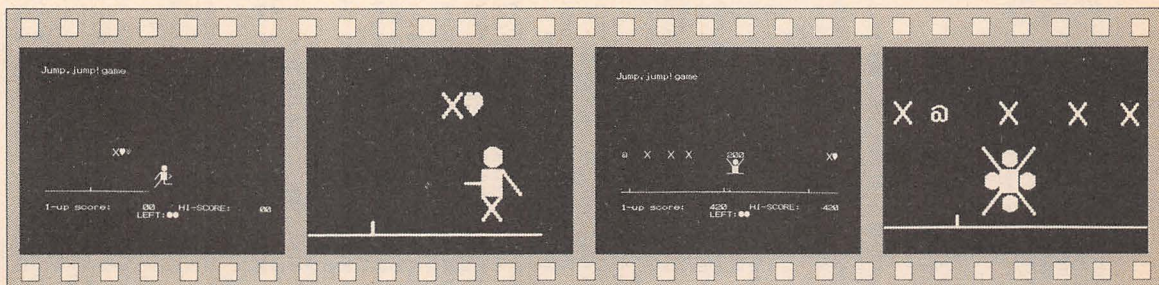 Jump, jump! game
X♥@
1-up score: 00 HI-SCORE: 00
LEFT:●●
X♥
Jump, jump! game
@ X X X 200 X♥
1-up score: 420 HI-SCORE: 420
LEFT:●●
X @ X X X